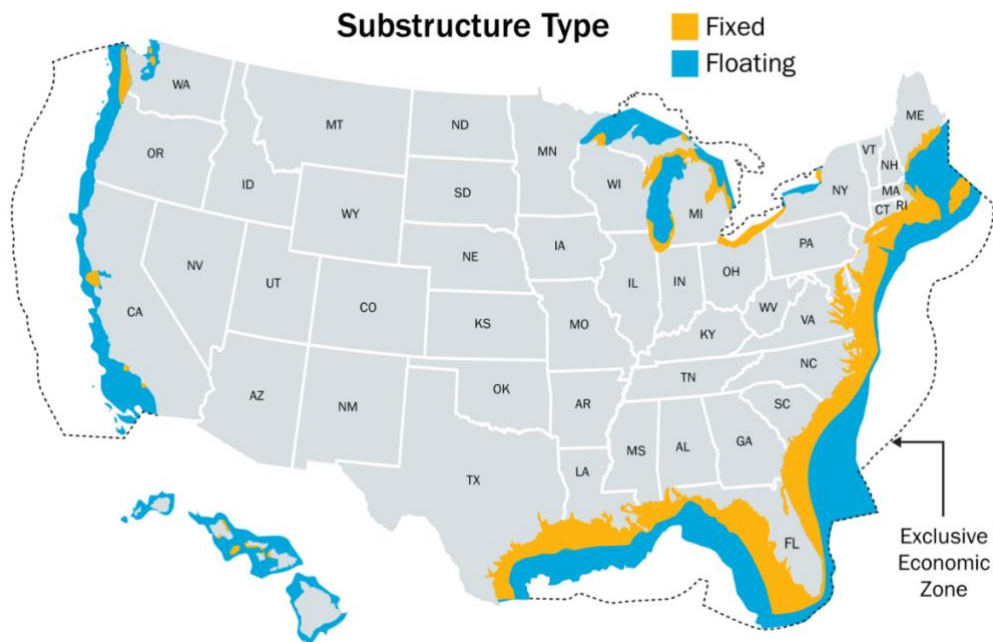 Substructure Type
Fixed
Floating
WA
MT
ND
MN
ME
VT
NH
OR
ID
SD
WI
MI
NY
MA
CT
RI
WY
IA
PA
NE
NV
UT
IL
IN
OH
CO
WV
VA
CA
KS
MO
KY
NC
TN
AZ
NM
OK
AR
SC
MS
AL
GA
LA
TX
FL
Exclusive
Economic
Zone